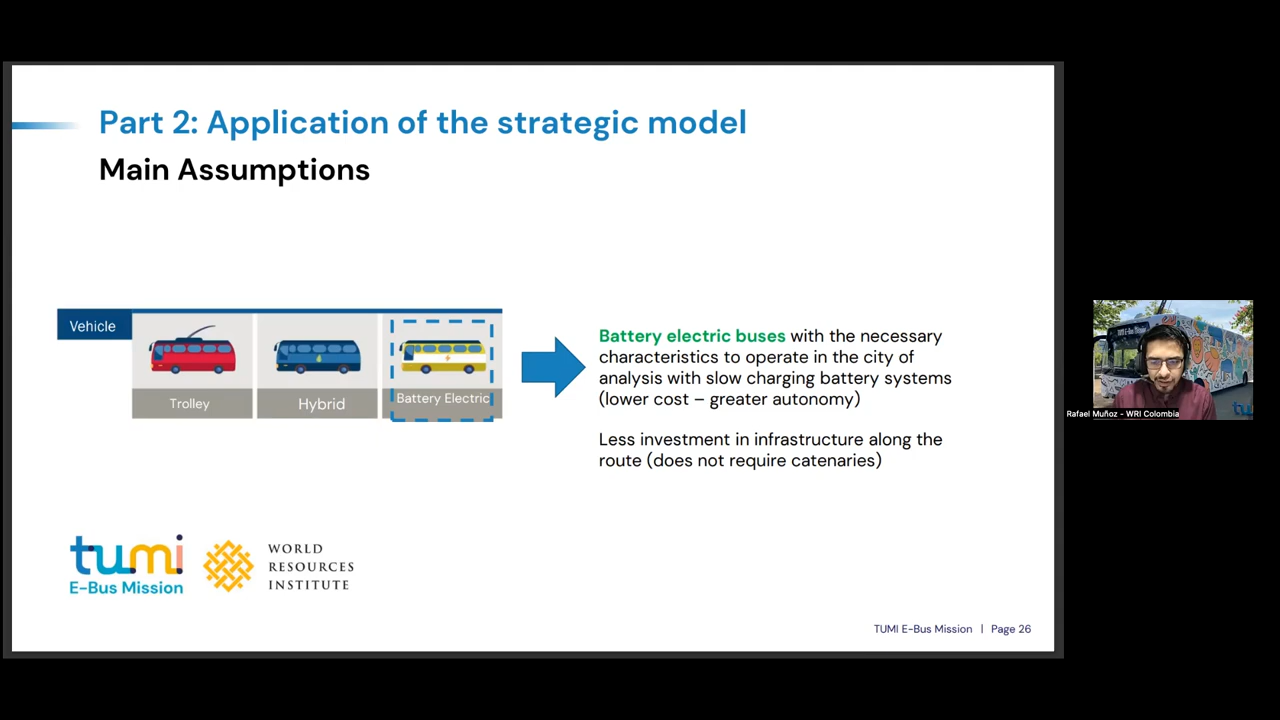 Part 2: Application of the strategic model
Main Assumptions
Vehicle
Trolley
Hybrid
Battery Electric
Battery electric buses with the necessary
characteristics to operate in the city of
analysis with slow charging battery systems
(lower cost – greater autonomy)
Less investment in infrastructure along the
route (does not require catenaries)
tumi
E-Bus Mission
WORLD
RESOURCES
INSTITUTE
TUMI E-Bus Mission | Page 26
Rafael Muñoz - WRI Colombia